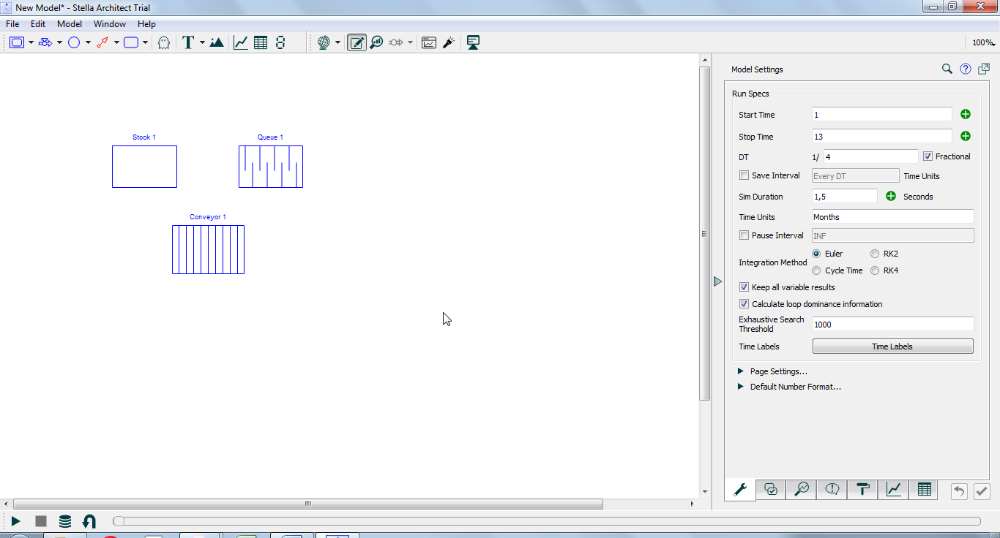 New Model* - Stella Architect Trial
File Edit Model Window Help
T 100%
Model Settings
Stock 1 Queue 1
Conveyor 1
Run Specs
Start Time 1
Stop Time 13
DT 1/ 4 Fractional
Save Interval Every DT Time Units
Sim Duration 1,5 Seconds
Time Units Months
Pause Interval INF
Integration Method Euler RK2
Cycle Time RK4
Keep all variable results
Calculate loop dominance information
Exhaustive Search
Threshold 1000
Time Labels Time Labels
Page Settings...
Default Number Format...